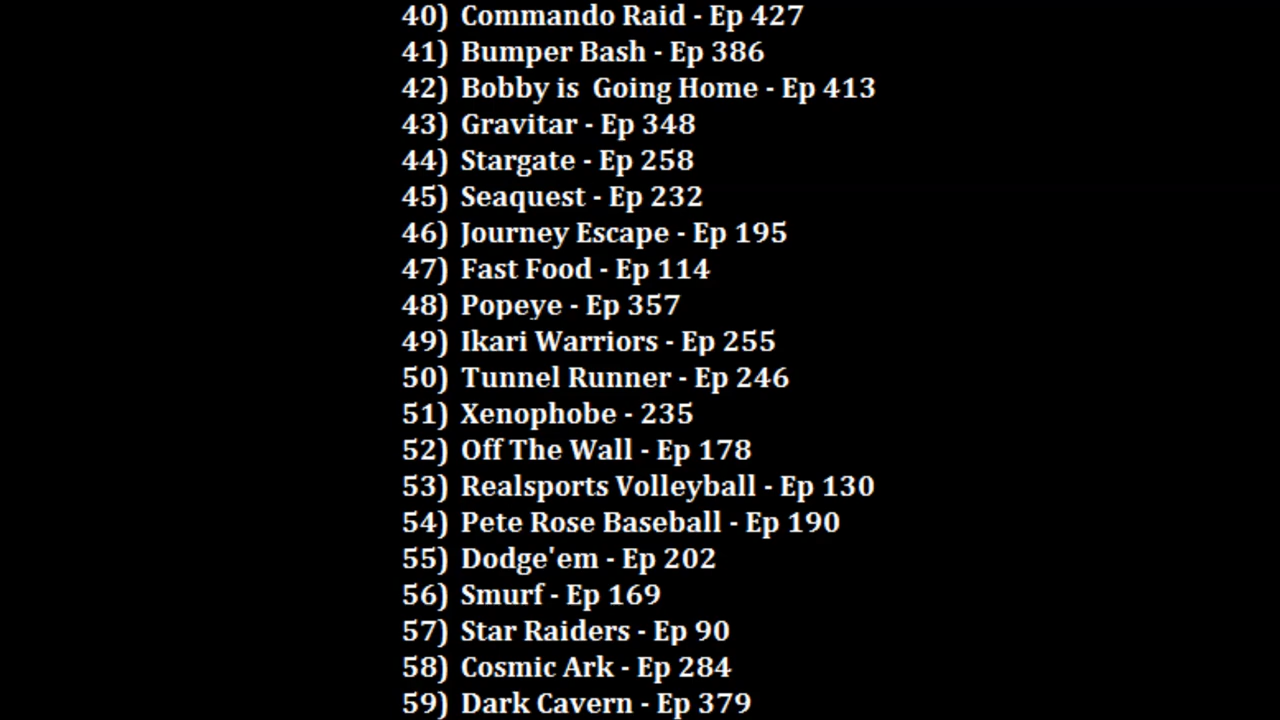 40) Commando Raid - Ep 427
41) Bumper Bash - Ep 386
42) Bobby is  Going Home - Ep 413
43) Gravitar - Ep 348
44) Stargate - Ep 258
45) Seaquest - Ep 232
46) Journey Escape - Ep 195
47) Fast Food - Ep 114
48) Popeye - Ep 357
49) Ikari Warriors - Ep 255
50) Tunnel Runner - Ep 246
51) Xenophobe - 235
52) Off The Wall - Ep 178
53) Realsports Volleyball - Ep 130
54) Pete Rose Baseball - Ep 190
55) Dodge'em - Ep 202
56) Smurf - Ep 169
57) Star Raiders - Ep 90
58) Cosmic Ark - Ep 284
59) Dark Cavern - Ep 379